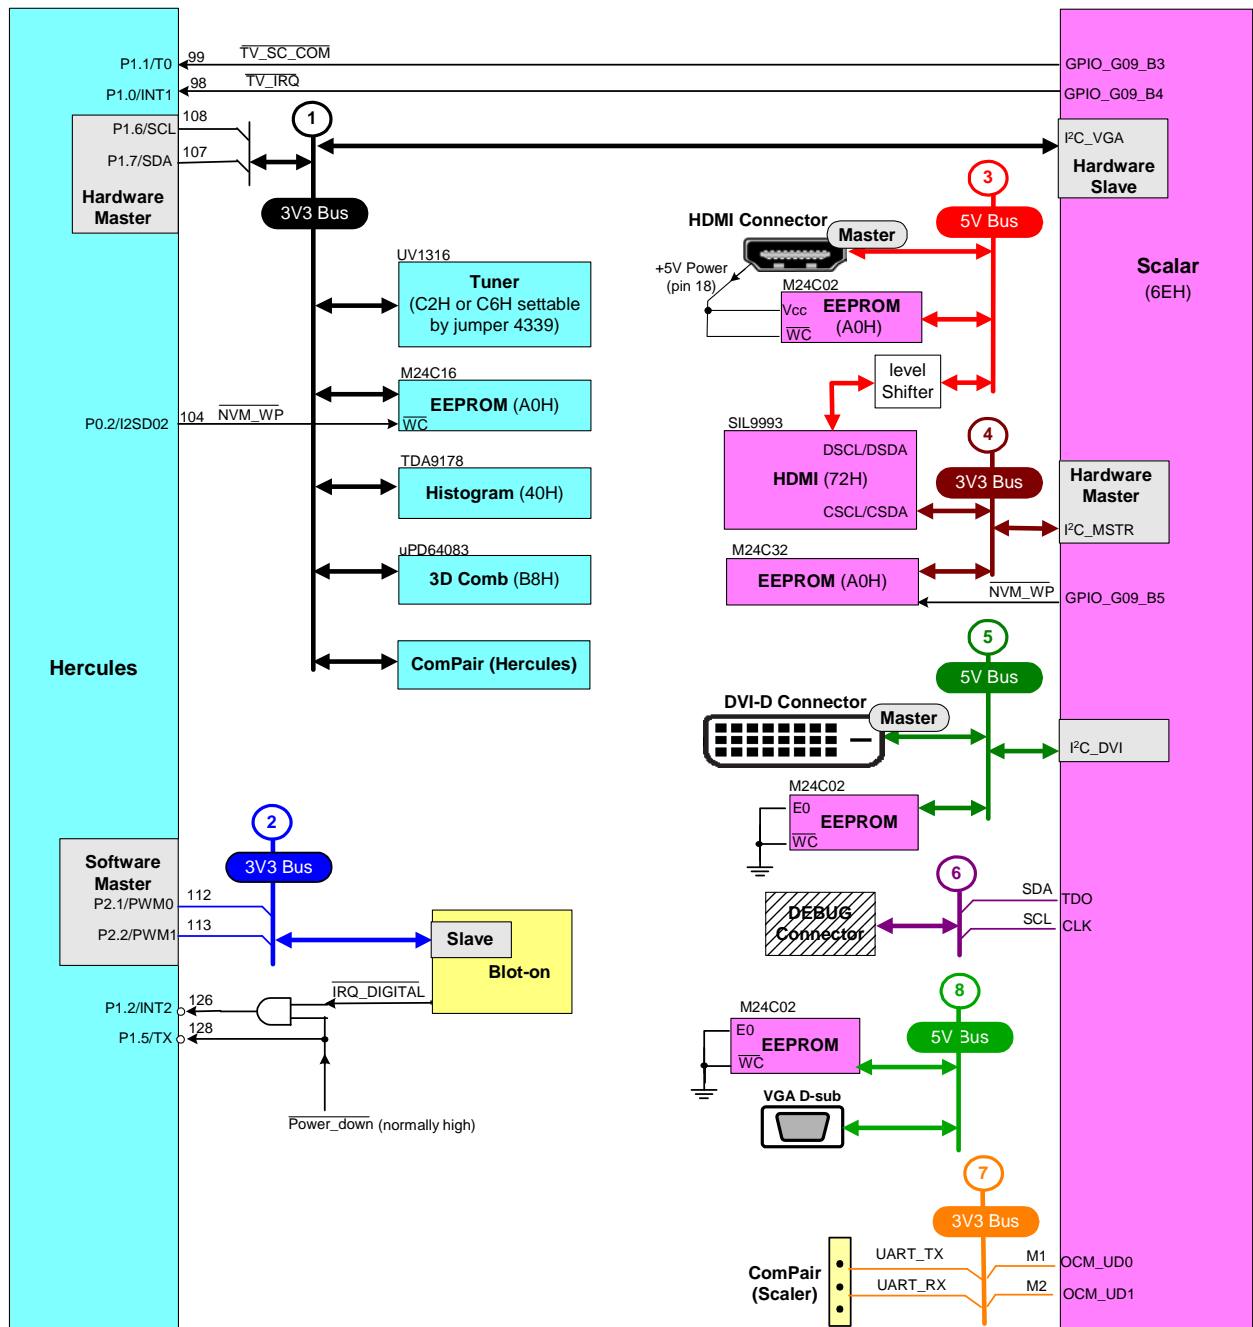 99
TV_SC_COM
P1.1/T0
GPIO_G09_B3
98
TV_IRQ
P1.0/INT1
GPIO_G09_B4
108
P1.6/SCL
107
P1.7/SDA
Hardware
Master
1
3V3 Bus
I²C_VGA
Hardware
Slave
3
5V Bus
HDMI Connector
Master
+5V Power
(pin 18)
M24C02
Vcc
WC
EEPROM
(A0H)
Scalar
(6EH)
UV1316
Tuner
(C2H or C6H settable
by jumper 4339)
level
Shifter
M24C16
EEPROM (A0H)
WC
P0.2/I2SD02
104
NVM_WP
SIL9993
DSCL/DSDA
HDMI (72H)
CSCL/CSDA
4
3V3 Bus
Hardware
Master
I²C_MSTR
TDA9178
Histogram (40H)
uPD64083
3D Comb (B8H)
M24C32
EEPROM (A0H)
NVM_WP
GPIO_G09_B5
Hercules
ComPair (Hercules)
5
5V Bus
DVI-D Connector
Master
I²C_DVI
M24C02
E0
EEPROM
WC
2
3V3 Bus
Software
Master
P2.1/PWM0
112
P2.2/PWM1
113
Slave
Blot-on
6
DEBUG
Connector
SDA
TDO
SCL
CLK
IRQ_DIGITAL
P1.2/INT2
126
P1.5/TX
128
Power_down (normally high)
8
5V Bus
M24C02
E0
EEPROM
WC
VGA D-sub
7
3V3 Bus
ComPair
(Scaler)
UART_TX
M1
OCM_UD0
UART_RX
M2
OCM_UD1